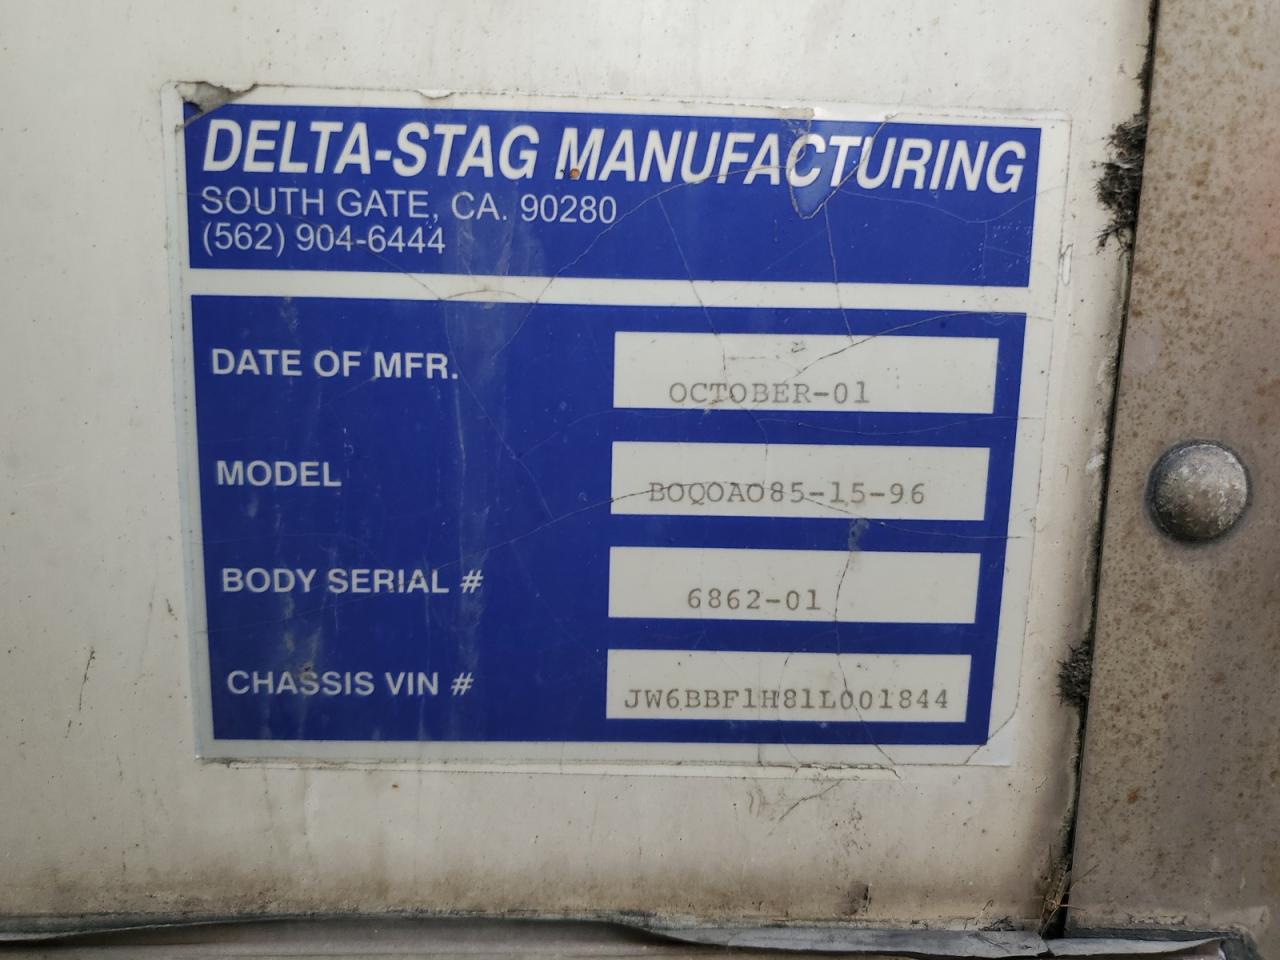 DELTA-STAG MANUFACTURING
SOUTH GATE, CA. 90280
(562) 904-6444
DATE OF MFR. OCTOBER-01
MODEL BOQOAO85-15-96
BODY SERIAL # 6862-01
CHASSIS VIN # JW6BBF1H81L001844